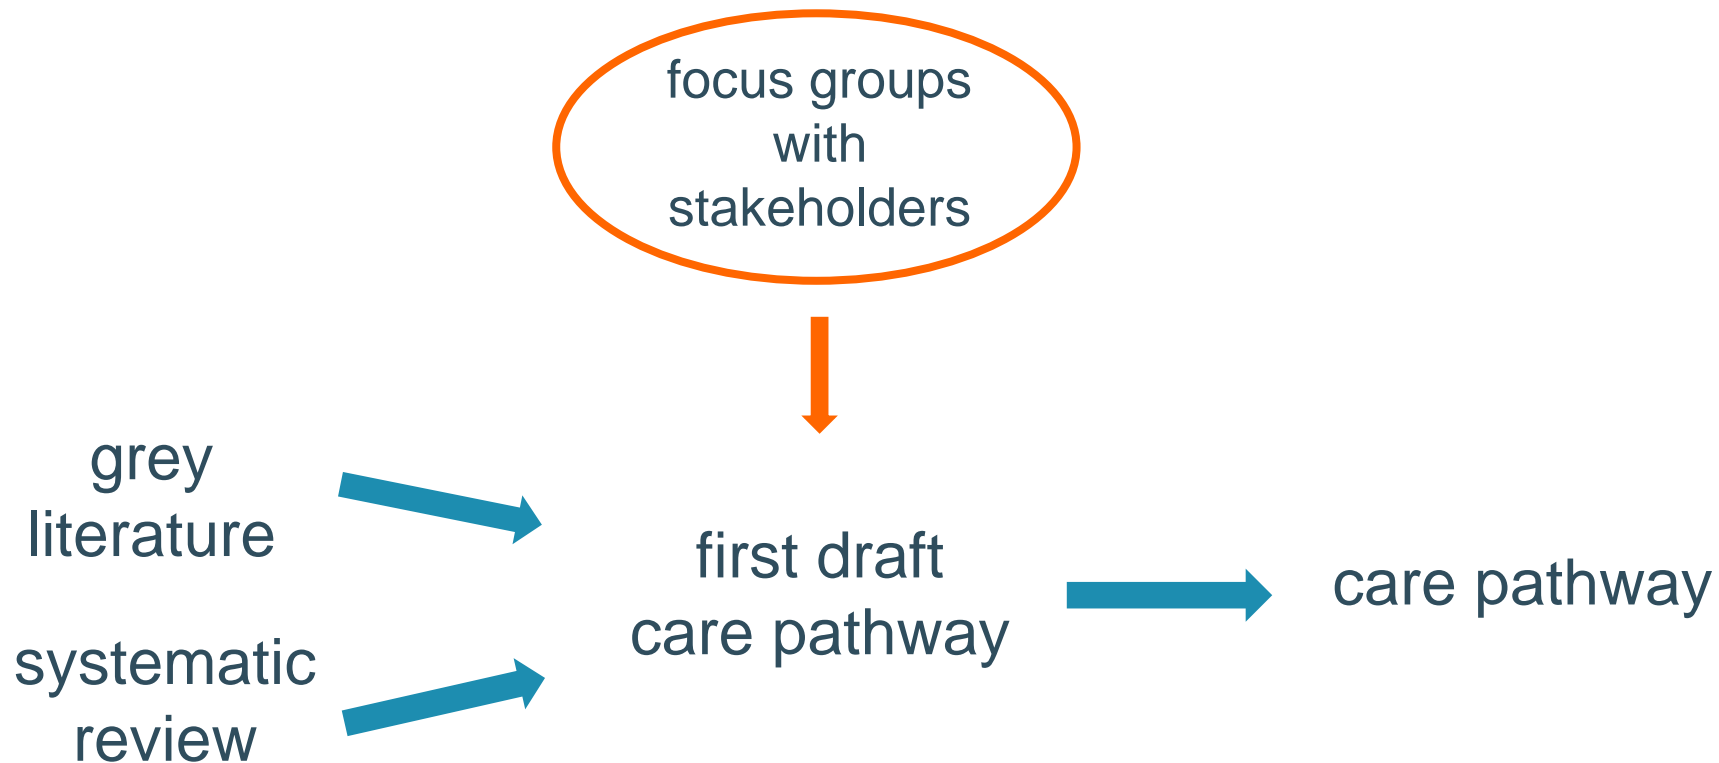 focus groups
with
stakeholders
grey
literature
systematic
review
first draft
care pathway
care pathway